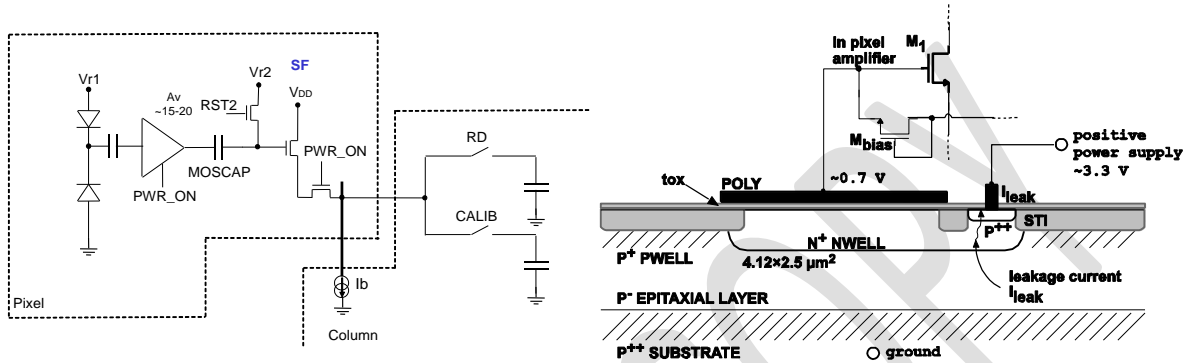 SF
Vr1
Vr2
VDD
Av
~15-20
RST2
PWR_ON
MOSCAP
PWR_ON
RD
CALIB
Ib
Pixel
Column
In pixel
amplifier
M1
Mbias
positive
power supply
~3.3 V
~0.7 V
tox
POLY
Ileak
STI
P++
N+ NWELL
P+ PWELL
4.12×2.5 µm2
leakage current
Ileak
P- EPITAXIAL LAYER
P++ SUBSTRATE
ground